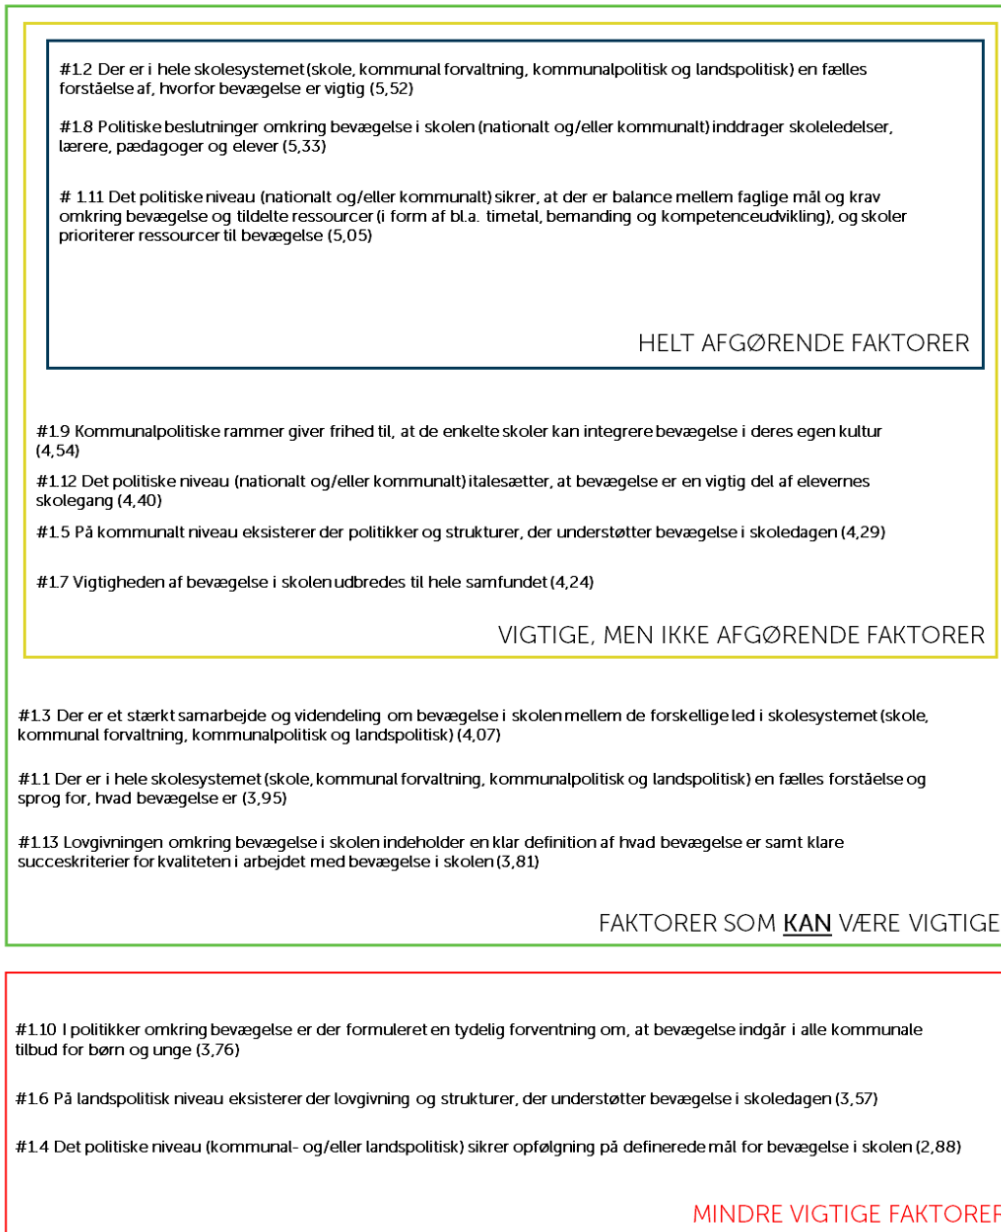 #1.2 Der er i hele skolesystemet (skole, kommunal forvaltning, kommunalpolitisk og landspolitisk) en fælles
forståelse af, hvorfor bevægelse er vigtig (5,52)
#1.8 Politiske beslutninger omkring bevægelse i skolen (nationalt og/eller kommunalt) inddrager skoleledelser,
lærere, pædagoger og elever (5,33)
# 1.11 Det politiske niveau (nationalt og/eller kommunalt) sikrer, at der er balance mellem faglige mål og krav
omkring bevægelse og tildelte ressourcer (i form af bl.a. timetal, bemanding og kompetenceudvikling), og skoler
prioriterer ressourcer til bevægelse (5,05)
HELT AFGØRENDE FAKTORER
#1.9 Kommunalpolitiske rammer giver frihed til, at de enkelte skoler kan integrere bevægelse i deres egen kultur
(4,54)
#1.12 Det politiske niveau (nationalt og/eller kommunalt) italesætter, at bevægelse er en vigtig del af elevernes
skolegang (4,40)
#1.5 På kommunalt niveau eksisterer der politikker og strukturer, der understøtter bevægelse i skoledagen (4,29)
#1.7 Vigtigheden af bevægelse i skolen udbredes til hele samfundet (4,24)
VIGTIGE, MEN IKKE AFGØRENDE FAKTORER
#1.3 Der er et stærkt samarbejde og videndeling om bevægelse i skolen mellem de forskellige led i skolesystemet (skole,
kommunal forvaltning, kommunalpolitisk og landspolitisk) (4,07)
#1.1 Der er i hele skolesystemet (skole, kommunal forvaltning, kommunalpolitisk og landspolitisk) en fælles forståelse og
sprog for, hvad bevægelse er (3,95)
#1.13 Lovgivningen omkring bevægelse i skolen indeholder en klar definition af hvad bevægelse er samt klare
succeskriterier for kvaliteten i arbejdet med bevægelse i skolen (3,81)
FAKTORER SOM KAN VÆRE VIGTIGE
#1.10 I politikker omkring bevægelse er der formuleret en tydelig forventning om, at bevægelse indgår i alle kommunale
tilbud for børn og unge (3,76)
#1.6 På landspolitisk niveau eksisterer der lovgivning og strukturer, der understøtter bevægelse i skoledagen (3,57)
#1.4 Det politiske niveau (kommunal- og/eller landspolitisk) sikrer opfølgning på definerede mål for bevægelse i skolen (2,88)
MINDRE VIGTIGE FAKTORER